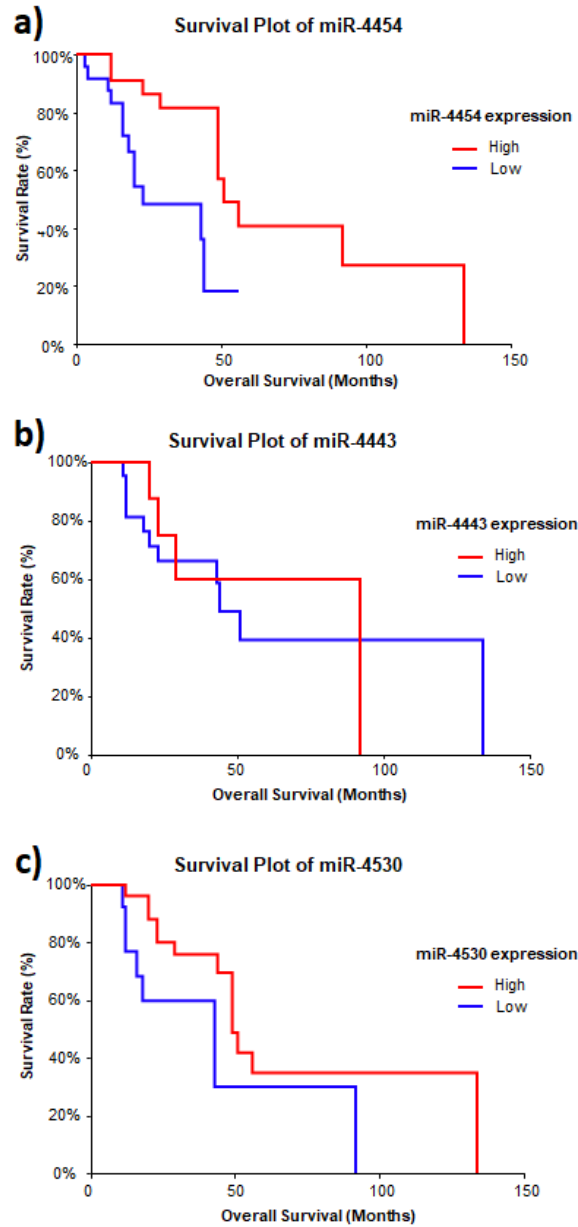 a)
Survival Plot of miR-4454
100%
80%
60%
40%
20%
0%
Survival Rate (%)
miR-4454 expression
High
Low
0 50 100 150
Overall Survival (Months)
b)
Survival Plot of miR-4443
100%
80%
60%
40%
20%
0%
Survival Rate (%)
miR-4443 expression
High
Low
0 50 100 150
Overall Survival (Months)
c)
Survival Plot of miR-4530
100%
80%
60%
40%
20%
0%
Survival Rate (%)
miR-4530 expression
High
Low
0 50 100 150
Overall Survival (Months)